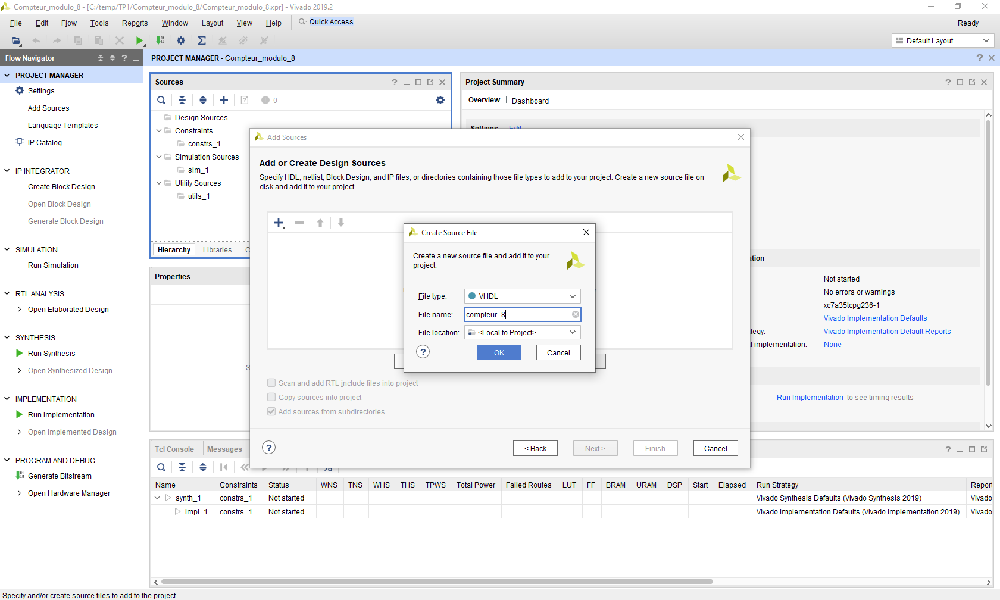 Compteur_modulo_8 - [C:/temp/TP1/Compteur_modulo_8/Compteur_modulo_8.xpr] - Vivado 2019.2
File Edit Flow Tools Reports Window Layout View Help Quick Access Ready
Default Layout
Flow Navigator
PROJECT MANAGER
Settings
Add Sources
Language Templates
IP Catalog
IP INTEGRATOR
Create Block Design
Open Block Design
Generate Block Design
SIMULATION
Run Simulation
RTL ANALYSIS
Open Elaborated Design
SYNTHESIS
Run Synthesis
Open Synthesized Design
IMPLEMENTATION
Run Implementation
Open Implemented Design
PROGRAM AND DEBUG
Generate Bitstream
Open Hardware Manager
PROJECT MANAGER - Compteur_modulo_8
Sources
0
Design Sources
Constraints
constrs_1
Simulation Sources
sim_1
Utility Sources
utils_1
Hierarchy Libraries
Properties
Project Summary
Overview | Dashboard
Settings Edit
Not started
No errors or warnings
xc7a35tcpg236-1
Vivado Implementation Defaults
Vivado Implementation Default Reports
implementation: None
Run Implementation to see timing results
Add Sources
Add or Create Design Sources
Specify HDL, netlist, Block Design, and IP files, or directories containing those file types to add to your project. Create a new source file on
disk and add it to your project.
Scan and add RTL include files into project
Copy sources into project
Add sources from subdirectories
? < Back Next > Finish Cancel
Create Source File
Create a new source file and add it to your
project.
File type: VHDL
File name: compteur_8
File location: <Local to Project>
? OK Cancel
Tcl Console Messages
Name Constraints Status WNS TNS WHS THS TPWS Total Power Failed Routes LUT FF BRAM URAM DSP Start Elapsed Run Strategy Report
synth_1 constrs_1 Not started Vivado Synthesis Defaults (Vivado Synthesis 2019) Vivado
impl_1 constrs_1 Not started Vivado Implementation Defaults (Vivado Implementation 2019) Vivado
Specify and/or create source files to add to the project